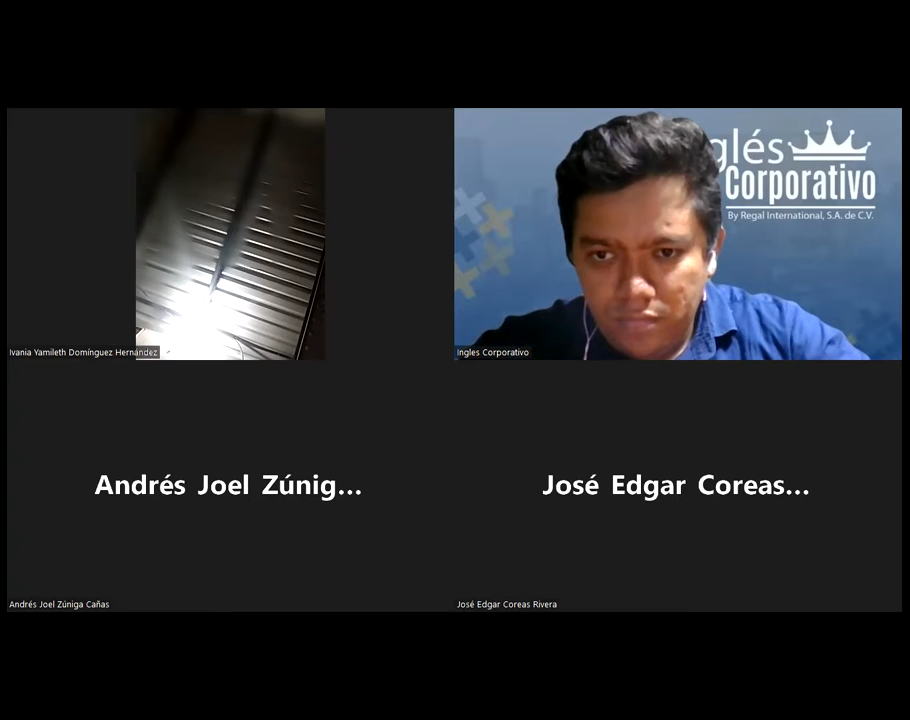 Ivania Yamileth Domínguez Hernández
glés
Corporativo
By Regal International, S.A. de C.V.
Ingles Corporativo
Andrés Joel Zúnig...
José Edgar Coreas...
Andrés Joel Zúniga Cañas
José Edgar Coreas Rivera